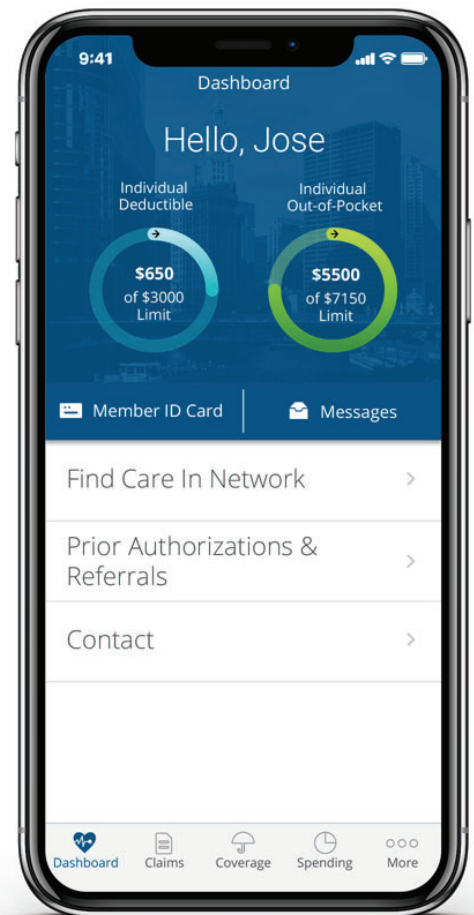 9:41
Dashboard
Hello, Jose
Individual
Deductible
$650
of $3000
Limit
Individual
Out-of-Pocket
$5500
of $7150
Limit
Member ID Card
Messages
Find Care In Network
Prior Authorizations &
Referrals
Contact
Dashboard
Claims
Coverage
Spending
More